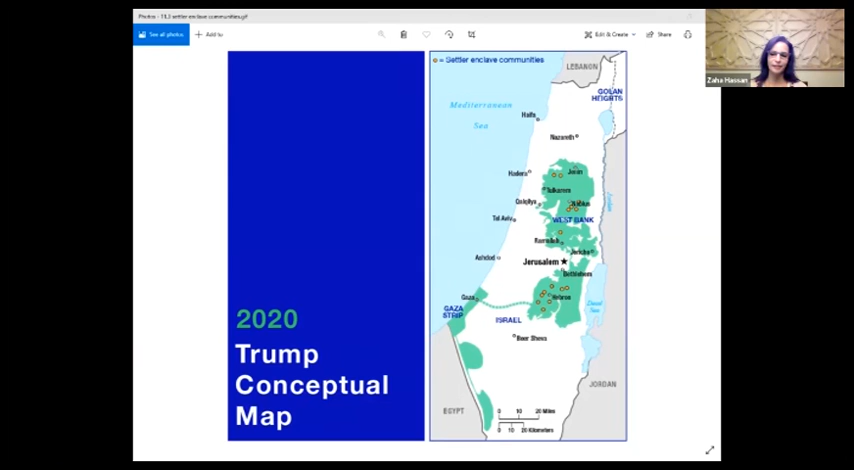 Photos - 11.3 settler enclave communities.gif
See all photos
Add to
Edit & Create
Share
Zaha Hassan
= Settler enclave communities
LEBANON
GOLAN
HEIGHTS
Mediterranean
Sea
Haifa
Nazareth
Hadera
Jenin
Tulkarem
Qalqilya
Nablus
Tel Aviv
WEST BANK
Ramallah
Jericho
Ashdod
Jerusalem
Bethlehem
Gaza
Hebron
Dead
Sea
GAZA
STRIP
ISRAEL
Beer Sheva
JORDAN
EGYPT
0 10 20 Miles
0 10 20 Kilometers
2020
Trump
Conceptual
Map